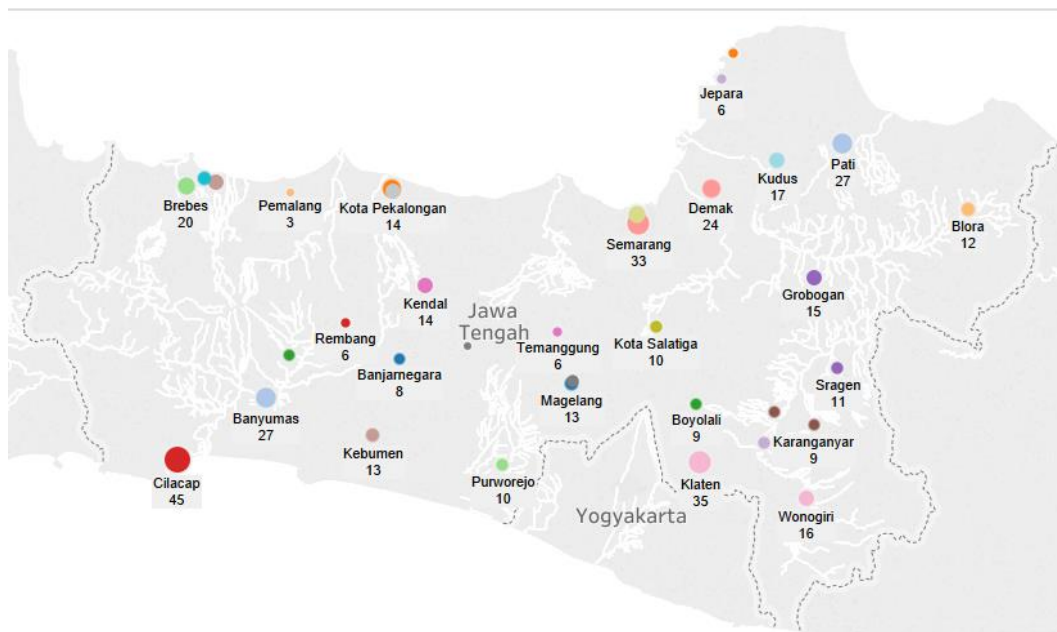 Jepara
6
Kudus
17
Pati
27
Brebes
20
Pemalang
3
Kota Pekalongan
14
Demak
24
Semarang
33
Blora
12
Kendal
14
Grobogan
15
Jawa
Tengah
Rembang
6
Banjarnegara
8
Temanggung
6
Kota Salatiga
10
Sragen
11
Magelang
13
Banyumas
27
Boyolali
9
Kebumen
13
Karanganyar
9
Cilacap
45
Purworejo
10
Klaten
35
Yogyakarta
Wonogiri
16